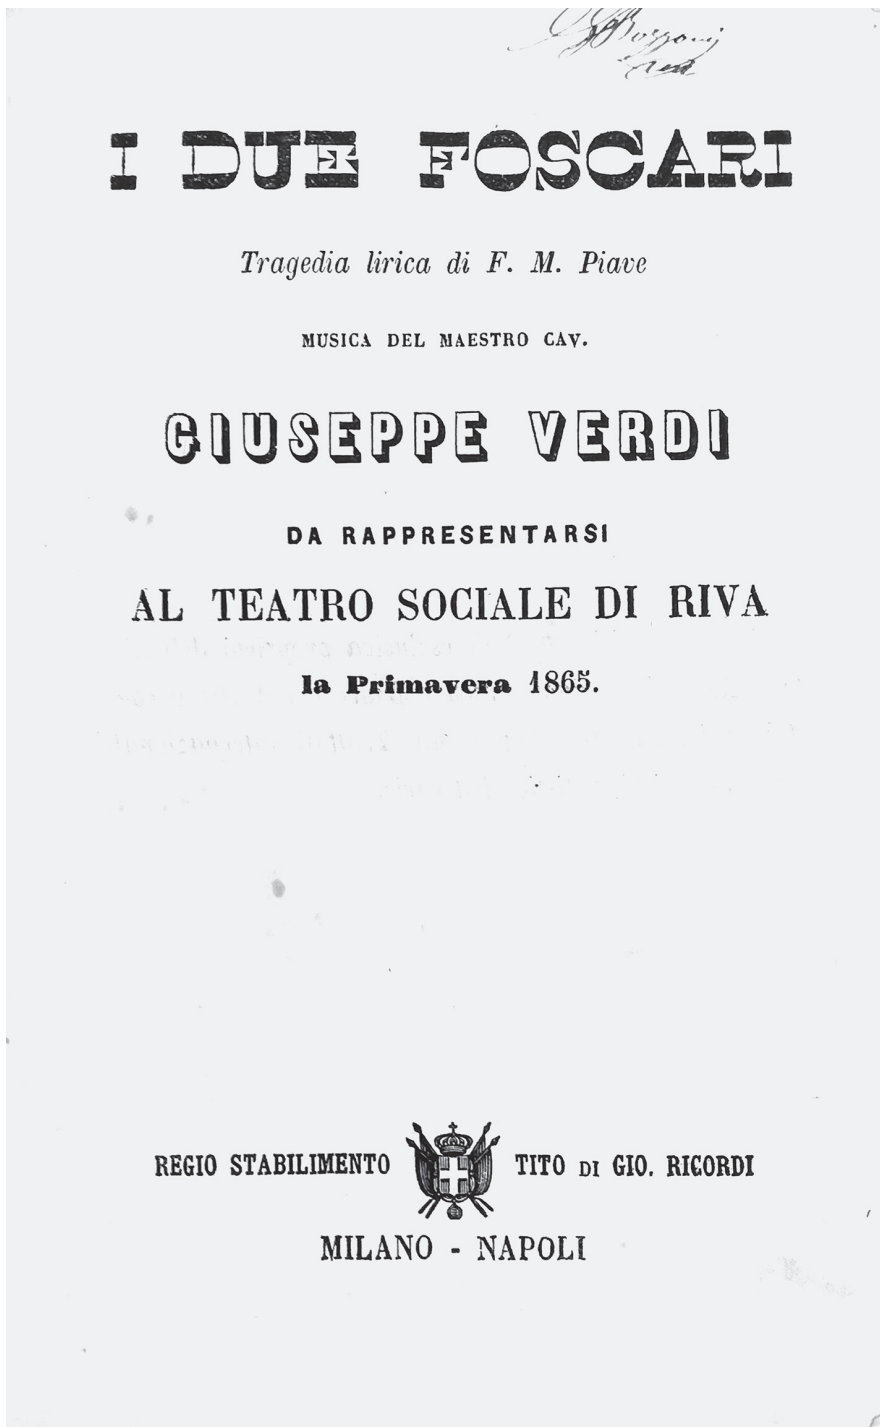 I DUE FOSCARI
Tragedia lirica di F. M. Piave
MUSICA DEL MAESTRO CAV.
GIUSEPPE VERDI
DA RAPPRESENTARSI
AL TEATRO SOCIALE DI RIVA
la Primavera 1865.
REGIO STABILIMENTO TITO DI GIO. RICORDI
MILANO - NAPOLI